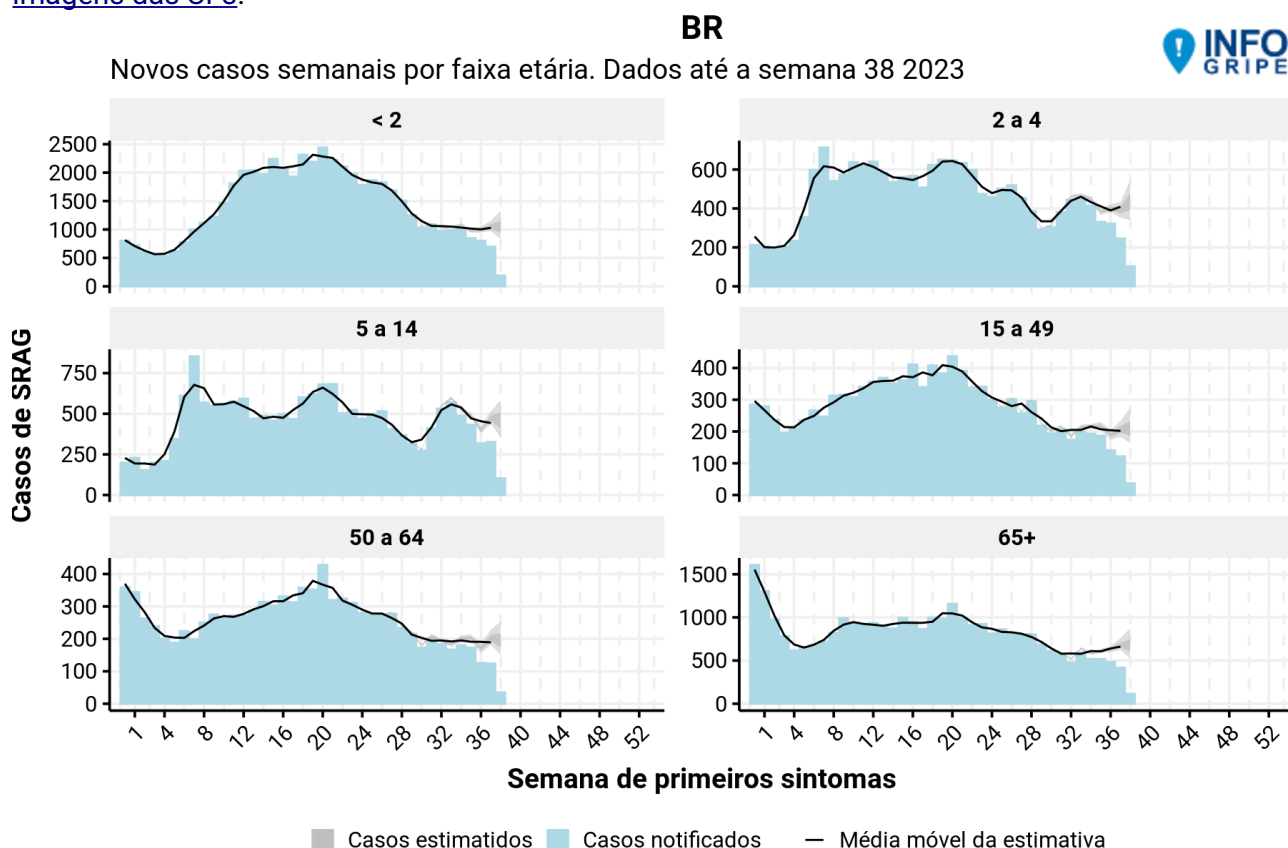 imagens das UFs.
BR
INFO
GRIPE
Novos casos semanais por faixa etária. Dados até a semana 38 2023
< 2
2 a 4
2500
2000
1500
1000
500
0
600
400
200
0
5 a 14
15 a 49
750
500
250
0
400
300
200
100
0
50 a 64
65+
400
300
200
100
0
1500
1000
500
0
Casos de SRAG
1 4 8 12 16 20 24 28 32 36 40 44 48 52
1 4 8 12 16 20 24 28 32 36 40 44 48 52
Semana de primeiros sintomas
Casos estimatidos Casos notificados Média móvel da estimativa